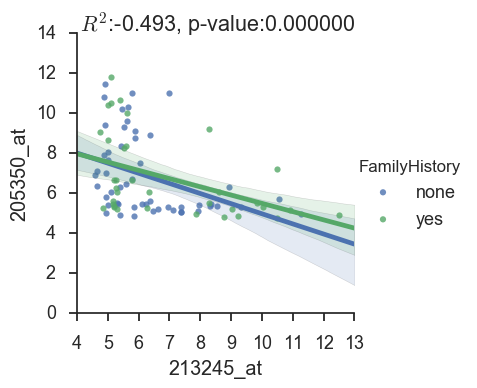 R²:-0.493, p-value:0.000000
14
12
10
8
6
4
2
0
205350_at
4 5 6 7 8 9 10 11 12 13
213245_at
FamilyHistory
none
yes